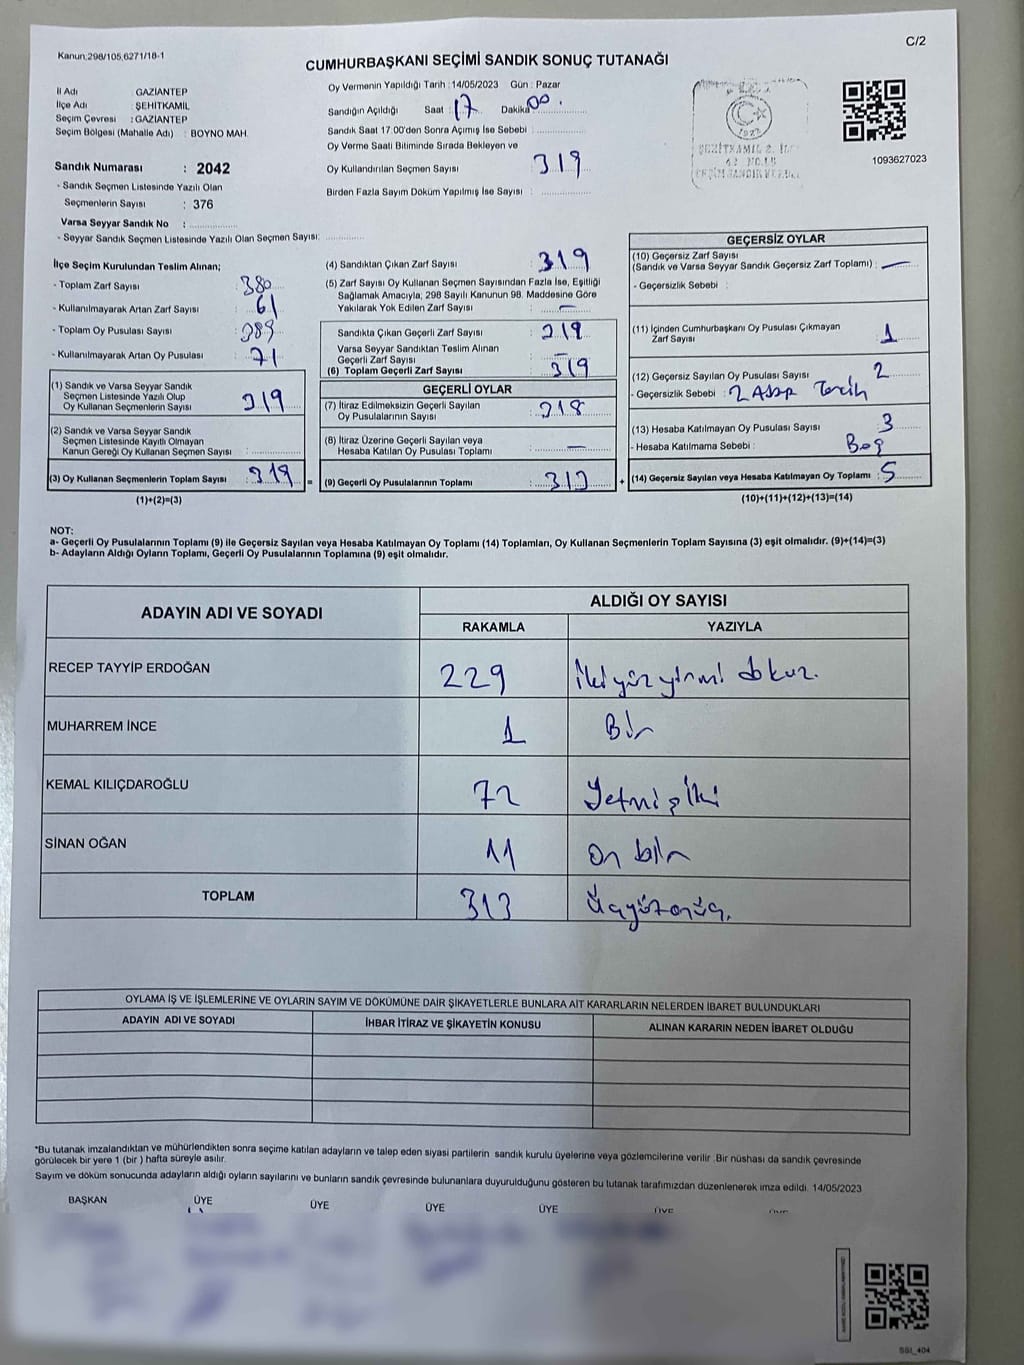 Kanun.298/105,6271/18-1
C/2
CUMHURBAŞKANI SEÇİMİ SANDIK SONUÇ TUTANAĞI
İl Adı : GAZİANTEP
İlçe Adı : ŞEHİTKAMİL
Seçim Çevresi : GAZİANTEP
Seçim Bölgesi (Mahalle Adı) : BOYNO MAH.
Sandık Numarası : 2042
- Sandık Seçmen Listesinde Yazılı Olan
Seçmenlerin Sayısı : 376
Varsa Seyyar Sandık No :
- Seyyar Sandık Seçmen Listesinde Yazılı Olan Seçmen Sayısı:
Oy Vermenin Yapıldığı Tarih : 14/05/2023 Gün : Pazar
Sandığın Açıldığı Saat 17 Dakika 00.
Sandık Saat 17:00'den Sonra Açımış İse Sebebi :
Oy Verme Saati Bitiminde Sırada Bekleyen ve
Oy Kullandırılan Seçmen Sayısı : 319
Birden Fazla Sayım Döküm Yapılmış İse Sayısı :
1922
1093627023
İlçe Seçim Kurulundan Teslim Alınan;
- Toplam Zarf Sayısı : 380
- Kullanılmayarak Artan Zarf Sayısı : 61
- Toplam Oy Pusulası Sayısı : 389
- Kullanılmayarak Artan Oy Pusulası : 71
(1) Sandık ve Varsa Seyyar Sandık
Seçmen Listesinde Yazılı Olup
Oy Kullanan Seçmenlerin Sayısı : 319
(2) Sandık ve Varsa Seyyar Sandık
Seçmen Listesinde Kayıtlı Olmayan
Kanun Gereği Oy Kullanan Seçmen Sayısı :
(3) Oy Kullanan Seçmenlerin Toplam Sayısı : 319 =
(1)+(2)=(3)
(4) Sandıktan Çıkan Zarf Sayısı : 319
(5) Zarf Sayısı Oy Kullanan Seçmen Sayısından Fazla İse, Eşitliği
Sağlamak Amacıyla, 298 Sayılı Kanunun 98. Maddesine Göre
Yakılarak Yok Edilen Zarf Sayısı : —
Sandıkta Çıkan Geçerli Zarf Sayısı : 319
Varsa Seyyar Sandıktan Teslim Alınan
Geçerli Zarf Sayısı : —
(6) Toplam Geçerli Zarf Sayısı : 319
GEÇERLİ OYLAR
(7) İtiraz Edilmeksizin Geçerli Sayılan
Oy Pusulalarının Sayısı : 318
(8) İtiraz Üzerine Geçerli Sayılan veya
Hesaba Katılan Oy Pusulası Toplamı : —
(9) Geçerli Oy Pusulalarının Toplamı : 313 +
GEÇERSİZ OYLAR
(10) Geçersiz Zarf Sayısı
(Sandık ve Varsa Seyyar Sandık Geçersiz Zarf Toplamı) : —
- Geçersizlik Sebebi :
(11) İçinden Cumhurbaşkanı Oy Pusulası Çıkmayan
Zarf Sayısı : 1
(12) Geçersiz Sayılan Oy Pusulası Sayısı : 2
- Geçersizlik Sebebi : 2 Tercih
(13) Hesaba Katılmayan Oy Pusulası Sayısı : 3
- Hesaba Katılmama Sebebi : Boş
(14) Geçersiz Sayılan veya Hesaba Katılmayan Oy Toplamı : 5
(10)+(11)+(12)+(13)=(14)
NOT:
a- Geçerli Oy Pusulalarının Toplamı (9) ile Geçersiz Sayılan veya Hesaba Katılmayan Oy Toplamı (14) Toplamları, Oy Kullanan Seçmenlerin Toplam Sayısına (3) eşit olmalıdır. (9)+(14)=(3)
b- Adayların Aldığı Oyların Toplamı, Geçerli Oy Pusulalarının Toplamına (9) eşit olmalıdır.
ADAYIN ADI VE SOYADI ALDIĞI OY SAYISI
RAKAMLA YAZIYLA
RECEP TAYYİP ERDOĞAN 229 İkiyüz yirmi dokuz.
MUHARREM İNCE 1 Bir
KEMAL KILIÇDAROĞLU 72 Yetmiş İki
SİNAN OĞAN 11 On bir
TOPLAM 313 Üçyüzonüç.
OYLAMA İŞ VE İŞLEMLERİNE VE OYLARIN SAYIM VE DÖKÜMÜNE DAİR ŞİKAYETLERLE BUNLARA AİT KARARLARIN NELERDEN İBARET BULUNDUKLARI
ADAYIN ADI VE SOYADI İHBAR İTİRAZ VE ŞİKAYETİN KONUSU ALINAN KARARIN NEDEN İBARET OLDUĞU
*Bu tutanak imzalandıktan ve mühürlendikten sonra seçime katılan adayların ve talep eden siyasi partilerin sandık kurulu üyelerine veya gözlemcilerine verilir. Bir nüshası da sandık çevresinde
görülecek bir yere 1 (bir ) hafta süreyle asılır.
Sayım ve döküm sonucunda adayların aldığı oyların sayılarını ve bunların sandık çevresinde bulunanlara duyurulduğunu gösteren bu tutanak tarafımızdan düzenlenerek imza edildi. 14/05/2023
BAŞKAN ÜYE ÜYE ÜYE ÜYE ÜYE ÜYE
SSI_404